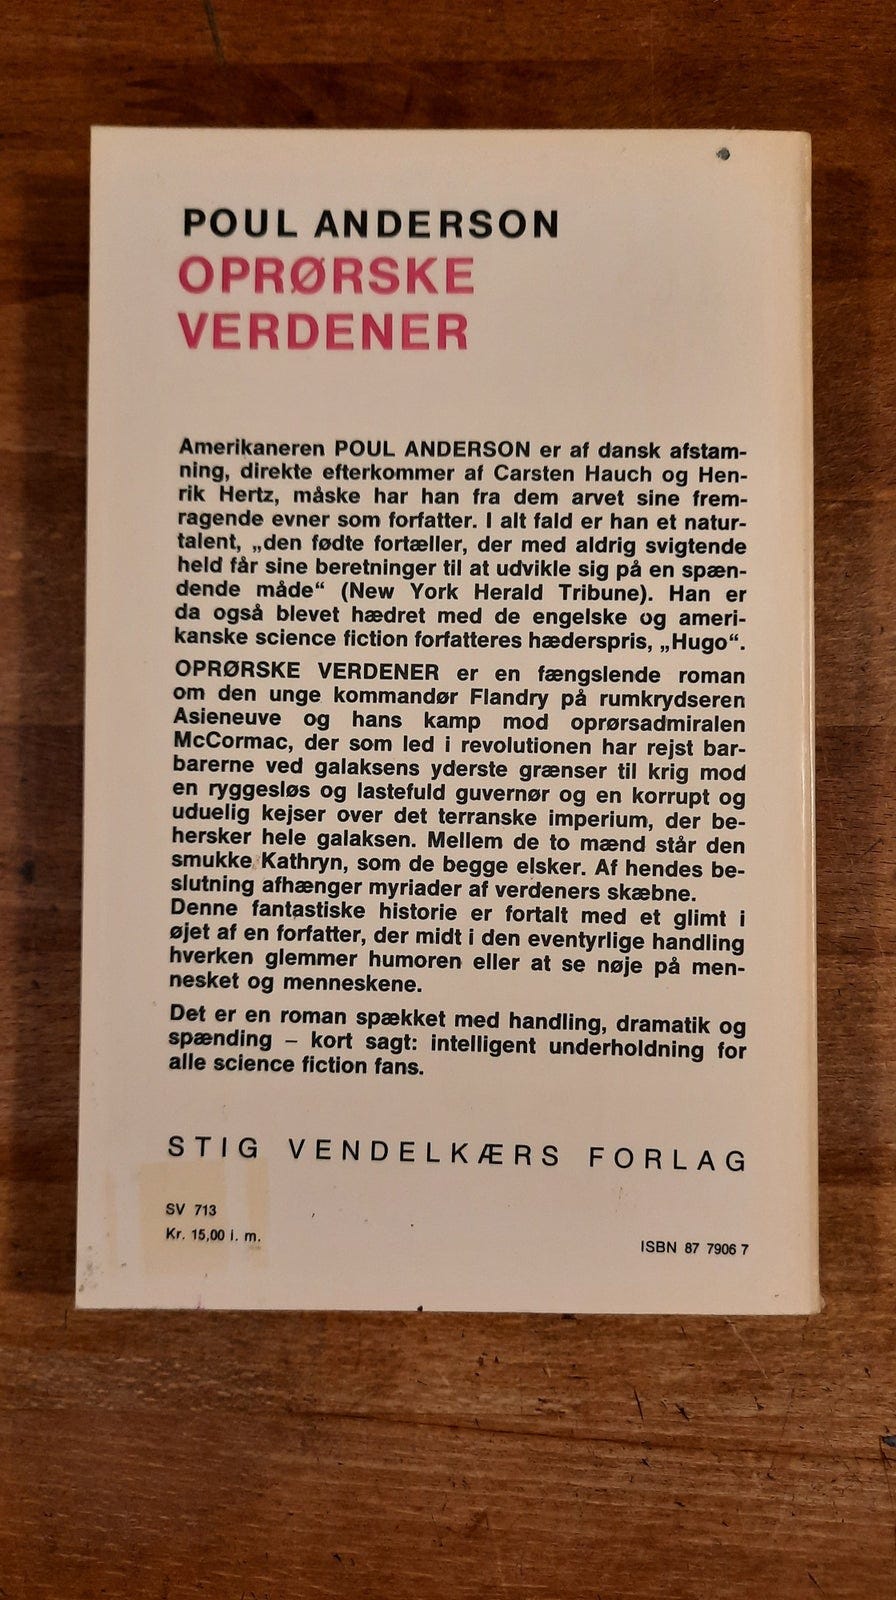 POUL ANDERSON
OPRØRSKE
VERDENER
Amerikaneren POUL ANDERSON er af dansk afstam-
ning, direkte efterkommer af Carsten Hauch og Hen-
rik Hertz, måske har han fra dem arvet sine frem-
ragende evner som forfatter. I alt fald er han et natur-
talent, „den fødte fortæller, der med aldrig svigtende
held får sine beretninger til at udvikle sig på en spæn-
dende måde“ (New York Herald Tribune). Han er
da også blevet hædret med de engelske og ameri-
kanske science fiction forfatteres hæderspris, „Hugo“.
OPRØRSKE VERDENER er en fængslende roman
om den unge kommandør Flandry på rumkrydseren
Asieneuve og hans kamp mod oprørsadmiralen
McCormac, der som led i revolutionen har rejst bar-
barerne ved galaksens yderste grænser til krig mod
en ryggesløs og lastefuld guvernør og en korrupt og
uduelig kejser over det terranske imperium, der be-
hersker hele galaksen. Mellem de to mænd står den
smukke Kathryn, som de begge elsker. Af hendes be-
slutning afhænger myriader af verdeners skæbne.
Denne fantastiske historie er fortalt med et glimt i
øjet af en forfatter, der midt i den eventyrlige handling
hverken glemmer humoren eller at se nøje på men-
nesket og menneskene.
Det er en roman spækket med handling, dramatik og
spænding – kort sagt: intelligent underholdning for
alle science fiction fans.
STIG VENDELKÆRS FORLAG
SV 713
Kr. 15,00 i. m.
ISBN 87 7906 7